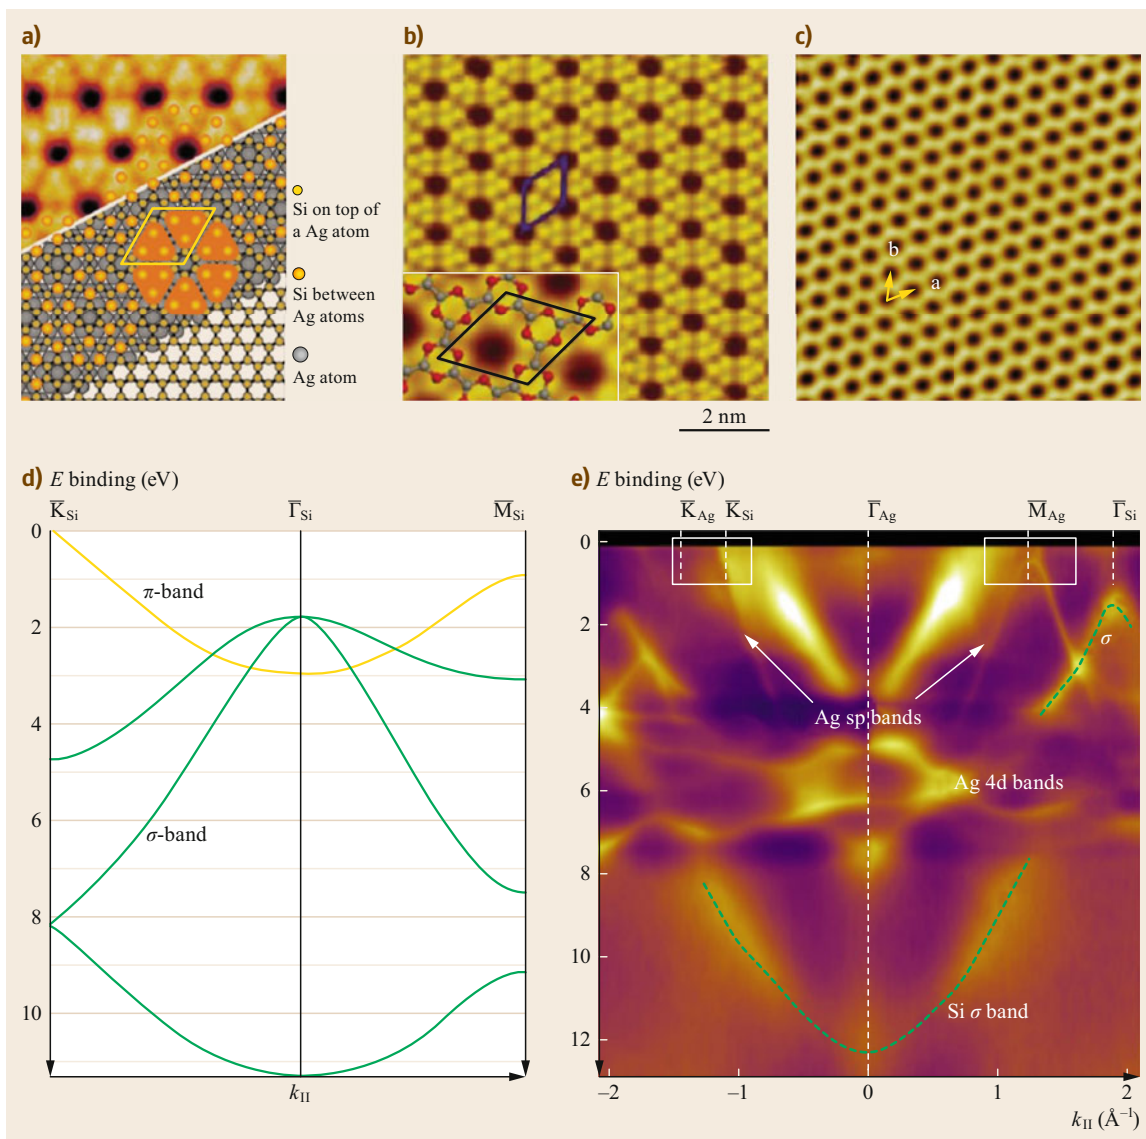 a)
b)
c)
Si on top of
a Ag atom
Si between
Ag atoms
Ag atom
b
a
2 nm
d) E binding (eV)
K̅Si Γ̅Si M̅Si
0
2
4
6
8
10
π-band
σ-band
kII
e) E binding (eV)
K̅Ag K̅Si Γ̅Ag M̅Ag Γ̅Si
0
2
4
6
8
10
12
σ
Ag sp bands
Ag 4d bands
Si σ band
−2 −1 0 1 2
kII (Å−1)